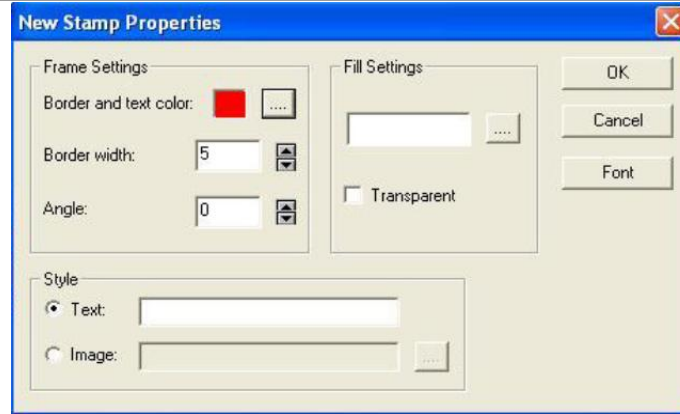 New Stamp Properties
Frame Settings
Border and text color:
....
Border width:
5
Angle:
0
Fill Settings
....
Transparent
OK
Cancel
Font
Style
Text:
Image:
....